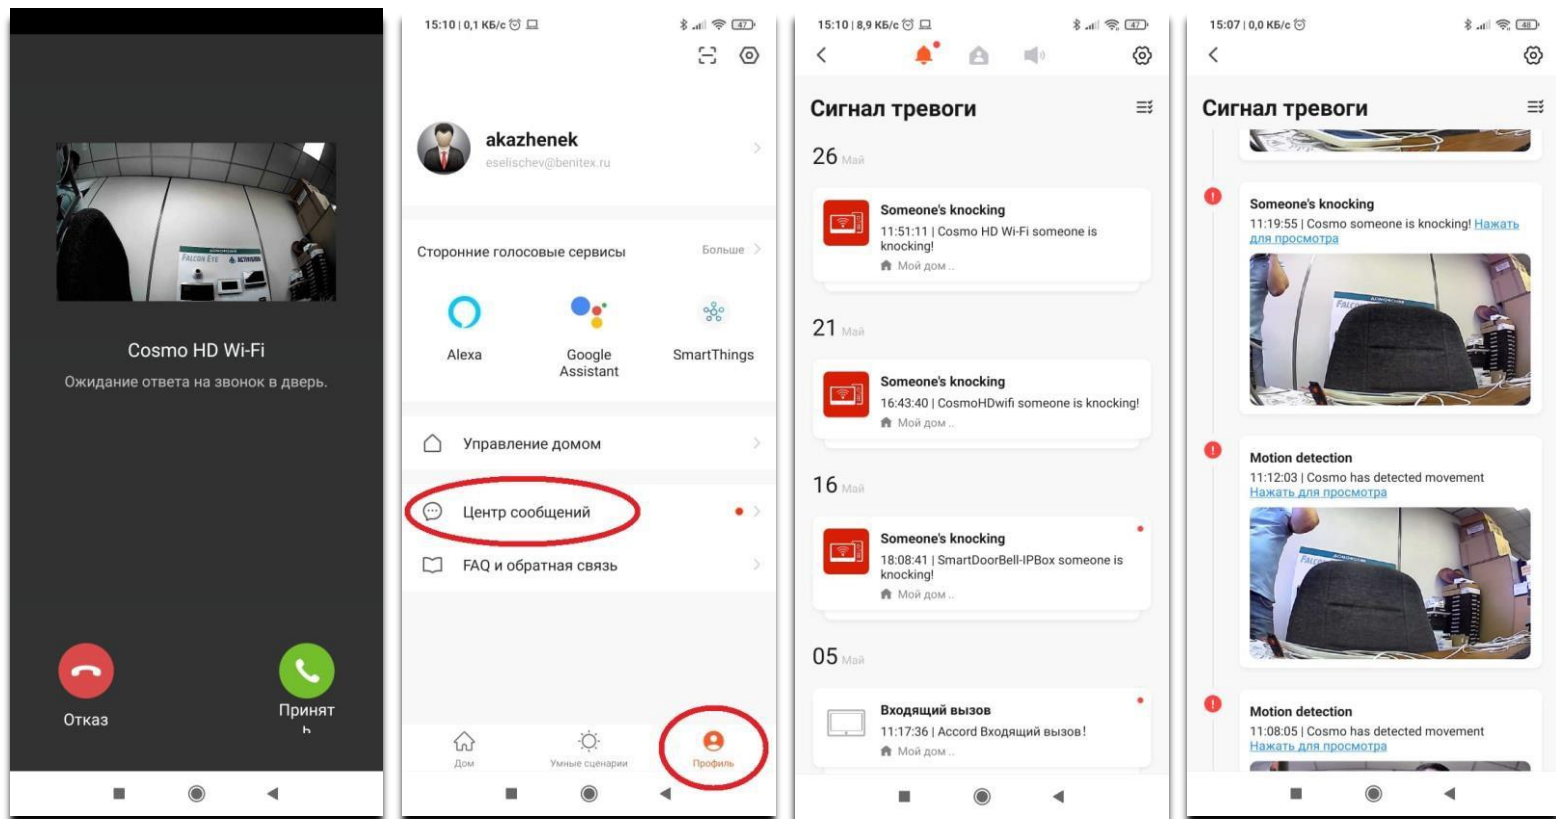 Cosmo HD Wi-Fi
Ожидание ответа на звонок в дверь.
Отказ
Принят
ь
15:10 | 0,1 КБ/с
47
akazhenek
eselischev@benitex.ru
Сторонние голосовые сервисы
Больше
Alexa
Google
Assistant
SmartThings
Управление домом
Центр сообщений
FAQ и обратная связь
Дом
Умные сценарии
Профиль
15:10 | 8,9 КБ/с
47
Сигнал тревоги
26 Май
Someone's knocking
11:51:11 | Cosmo HD Wi-Fi someone is
knocking!
Мой дом ..
21 Май
Someone's knocking
16:43:40 | CosmoHDwifi someone is knocking!
Мой дом ..
16 Май
Someone's knocking
18:08:41 | SmartDoorBell-IPBox someone is
knocking!
Мой дом ..
05 Май
Входящий вызов
11:17:36 | Accord Входящий вызов!
Мой дом ..
15:07 | 0,0 КБ/с
48
Сигнал тревоги
Someone's knocking
11:19:55 | Cosmo someone is knocking! Нажать
для просмотра
Motion detection
11:12:03 | Cosmo has detected movement
Нажать для просмотра
Motion detection
11:08:05 | Cosmo has detected movement
Нажать для просмотра
FALCON EYE